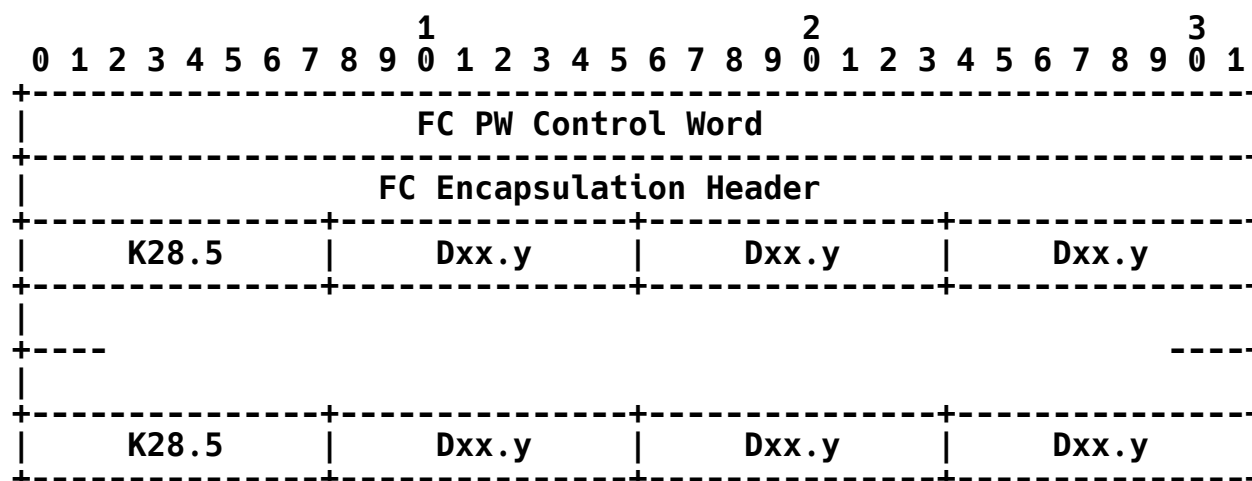 1 2 3
0 1 2 3 4 5 6 7 8 9 0 1 2 3 4 5 6 7 8 9 0 1 2 3 4 5 6 7 8 9 0 1
FC PW Control Word
FC Encapsulation Header
K28.5 | Dxx.y | Dxx.y | Dxx.y
K28.5 | Dxx.y | Dxx.y | Dxx.y